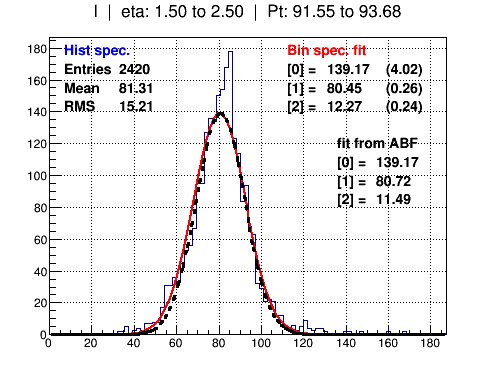 I | eta: 1.50 to 2.50 | Pt: 91.55 to 93.68
Hist spec.
Entries 2420
Mean 81.31
RMS 15.21
Bin spec. fit
[0] = 139.17 (4.02)
[1] = 80.45 (0.26)
[2] = 12.27 (0.24)
fit from ABF
[0] = 139.17
[1] = 80.72
[2] = 11.49
180
160
140
120
100
80
60
40
20
0
0 20 40 60 80 100 120 140 160 180